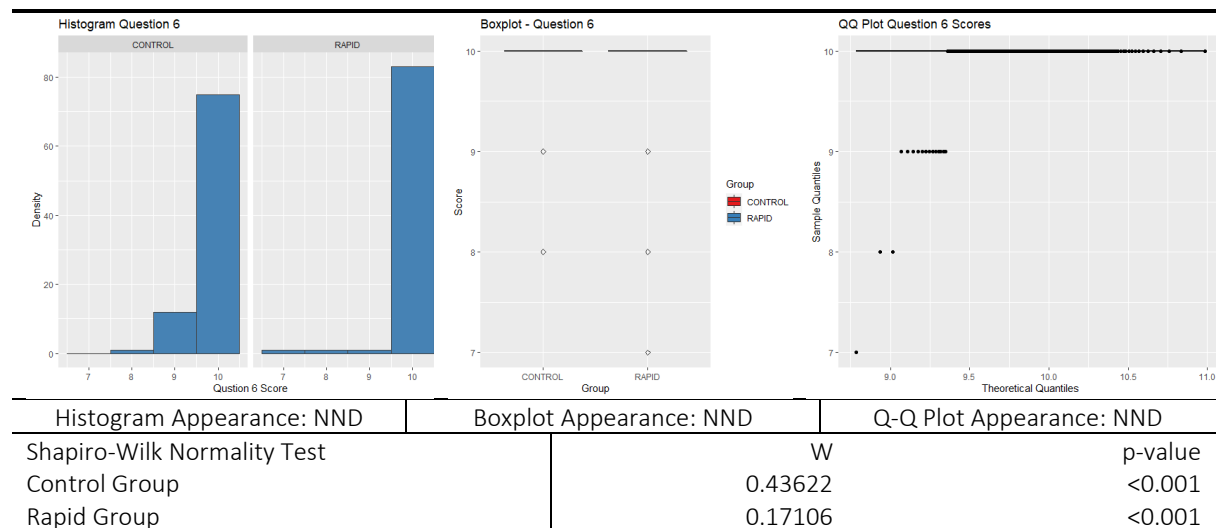 Histogram Question 6
CONTROL
RAPID
80
60
40
20
0
Density
7 8 9 10
7 8 9 10
Qustion 6 Score
Boxplot - Question 6
10
9
8
7
Score
CONTROL RAPID
Group
Group
CONTROL
RAPID
QQ Plot Question 6 Scores
10
9
8
7
Sample Quantiles
9.0 9.5 10.0 10.5 11.0
Theoretical Quantiles
Histogram Appearance: NND Boxplot Appearance: NND Q-Q Plot Appearance: NND
Shapiro-Wilk Normality Test W p-value
Control Group 0.43622 <0.001
Rapid Group 0.17106 <0.001